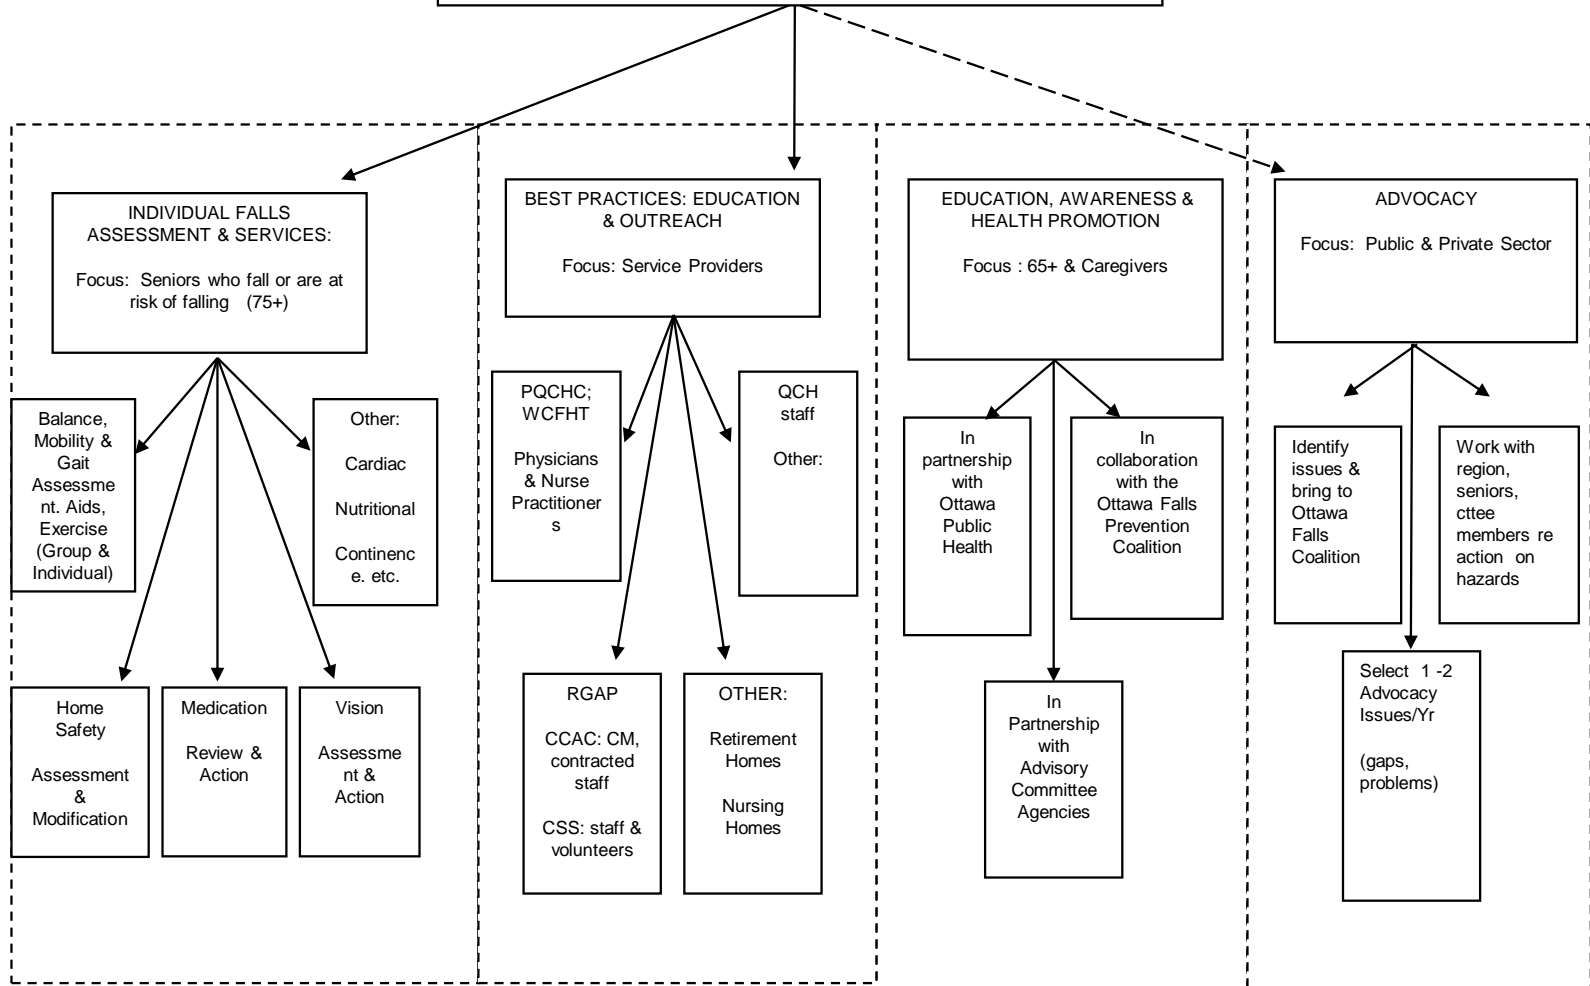 INDIVIDUAL FALLS
ASSESSMENT & SERVICES:
Focus: Seniors who fall or are at
risk of falling (75+)
Balance,
Mobility &
Gait
Assessme
nt. Aids,
Exercise
(Group &
Individual)
Other:
Cardiac
Nutritional
Continenc
e. etc.
Home
Safety
Assessment
&
Modification
Medication
Review &
Action
Vision
Assessme
nt &
Action
BEST PRACTICES: EDUCATION
& OUTREACH
Focus: Service Providers
PQCHC;
WCFHT
Physicians
& Nurse
Practitioner
s
QCH
staff
Other:
RGAP
CCAC: CM,
contracted
staff
CSS: staff &
volunteers
OTHER:
Retirement
Homes
Nursing
Homes
EDUCATION, AWARENESS &
HEALTH PROMOTION
Focus : 65+ & Caregivers
In
partnership
with
Ottawa
Public
Health
In
collaboration
with the
Ottawa Falls
Prevention
Coalition
In
Partnership
with
Advisory
Committee
Agencies
ADVOCACY
Focus: Public & Private Sector
Identify
issues &
bring to
Ottawa
Falls
Coalition
Work with
region,
seniors,
cttee
members re
action on
hazards
Select 1 -2
Advocacy
Issues/Yr
(gaps,
problems)